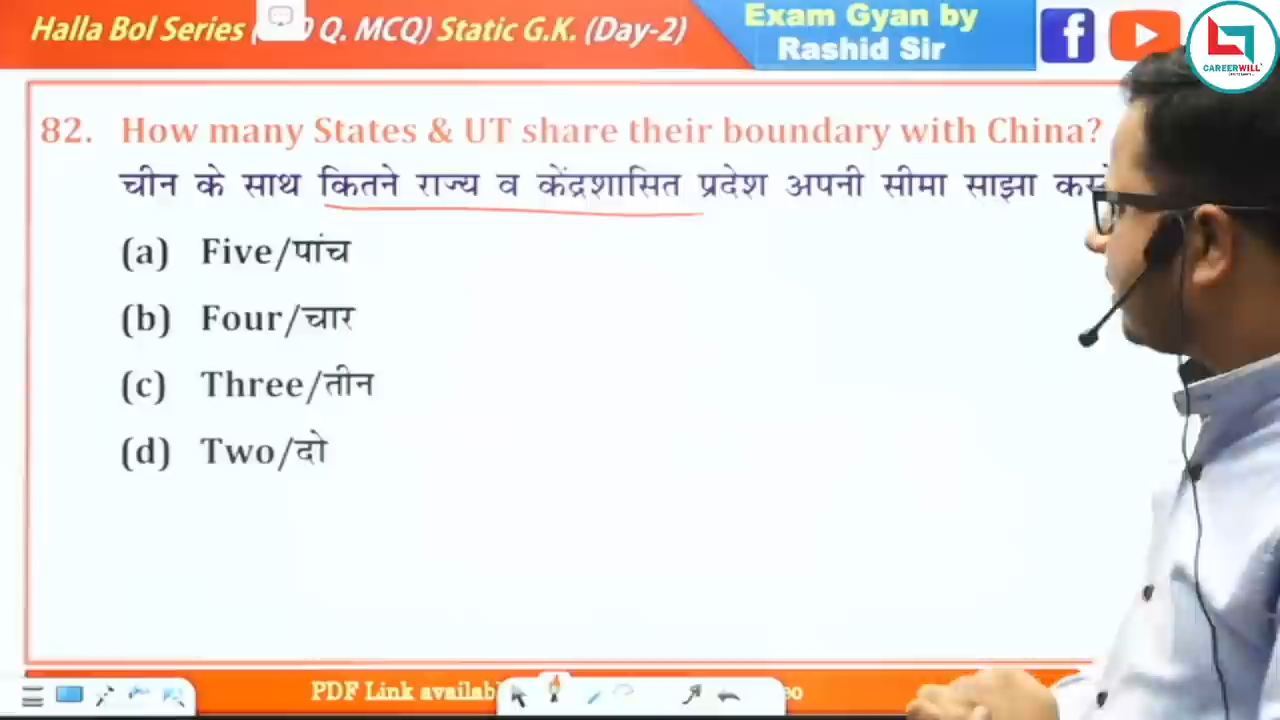 Halla Bol Series Q. MCQ) Static G.K. (Day-2)
Exam Gyan by
Rashid Sir
CAREERWILL
82. How many States & UT share their boundary with China?
चीन के साथ कितने राज्य व केंद्रशासित प्रदेश अपनी सीमा साझा
(a) Five/पांच
(b) Four/चार
(c) Three/तीन
(d) Two/दो
PDF Link